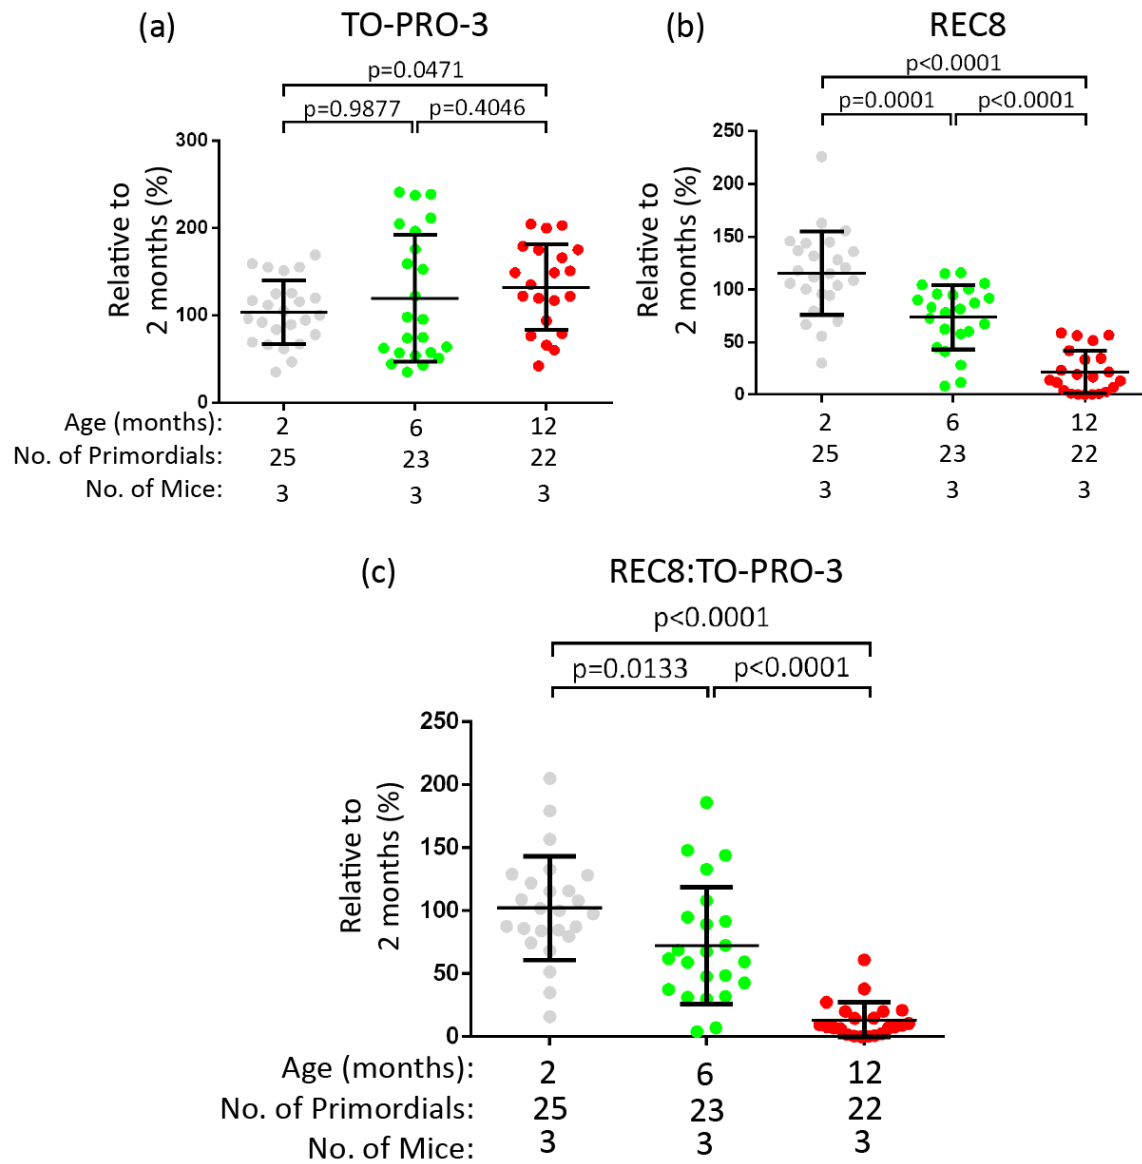 (a) TO-PRO-3
p=0.0471
p=0.9877 p=0.4046
Relative to
2 months (%)
300
200
100
0
Age (months): 2 6 12
No. of Primordials: 25 23 22
No. of Mice: 3 3 3
(b) REC8
p<0.0001
p=0.0001 p<0.0001
Relative to
2 months (%)
250
200
150
100
50
0
2 6 12
25 23 22
3 3 3
(c) REC8:TO-PRO-3
p<0.0001
p=0.0133 p<0.0001
Relative to
2 months (%)
250
200
150
100
50
0
Age (months): 2 6 12
No. of Primordials: 25 23 22
No. of Mice: 3 3 3